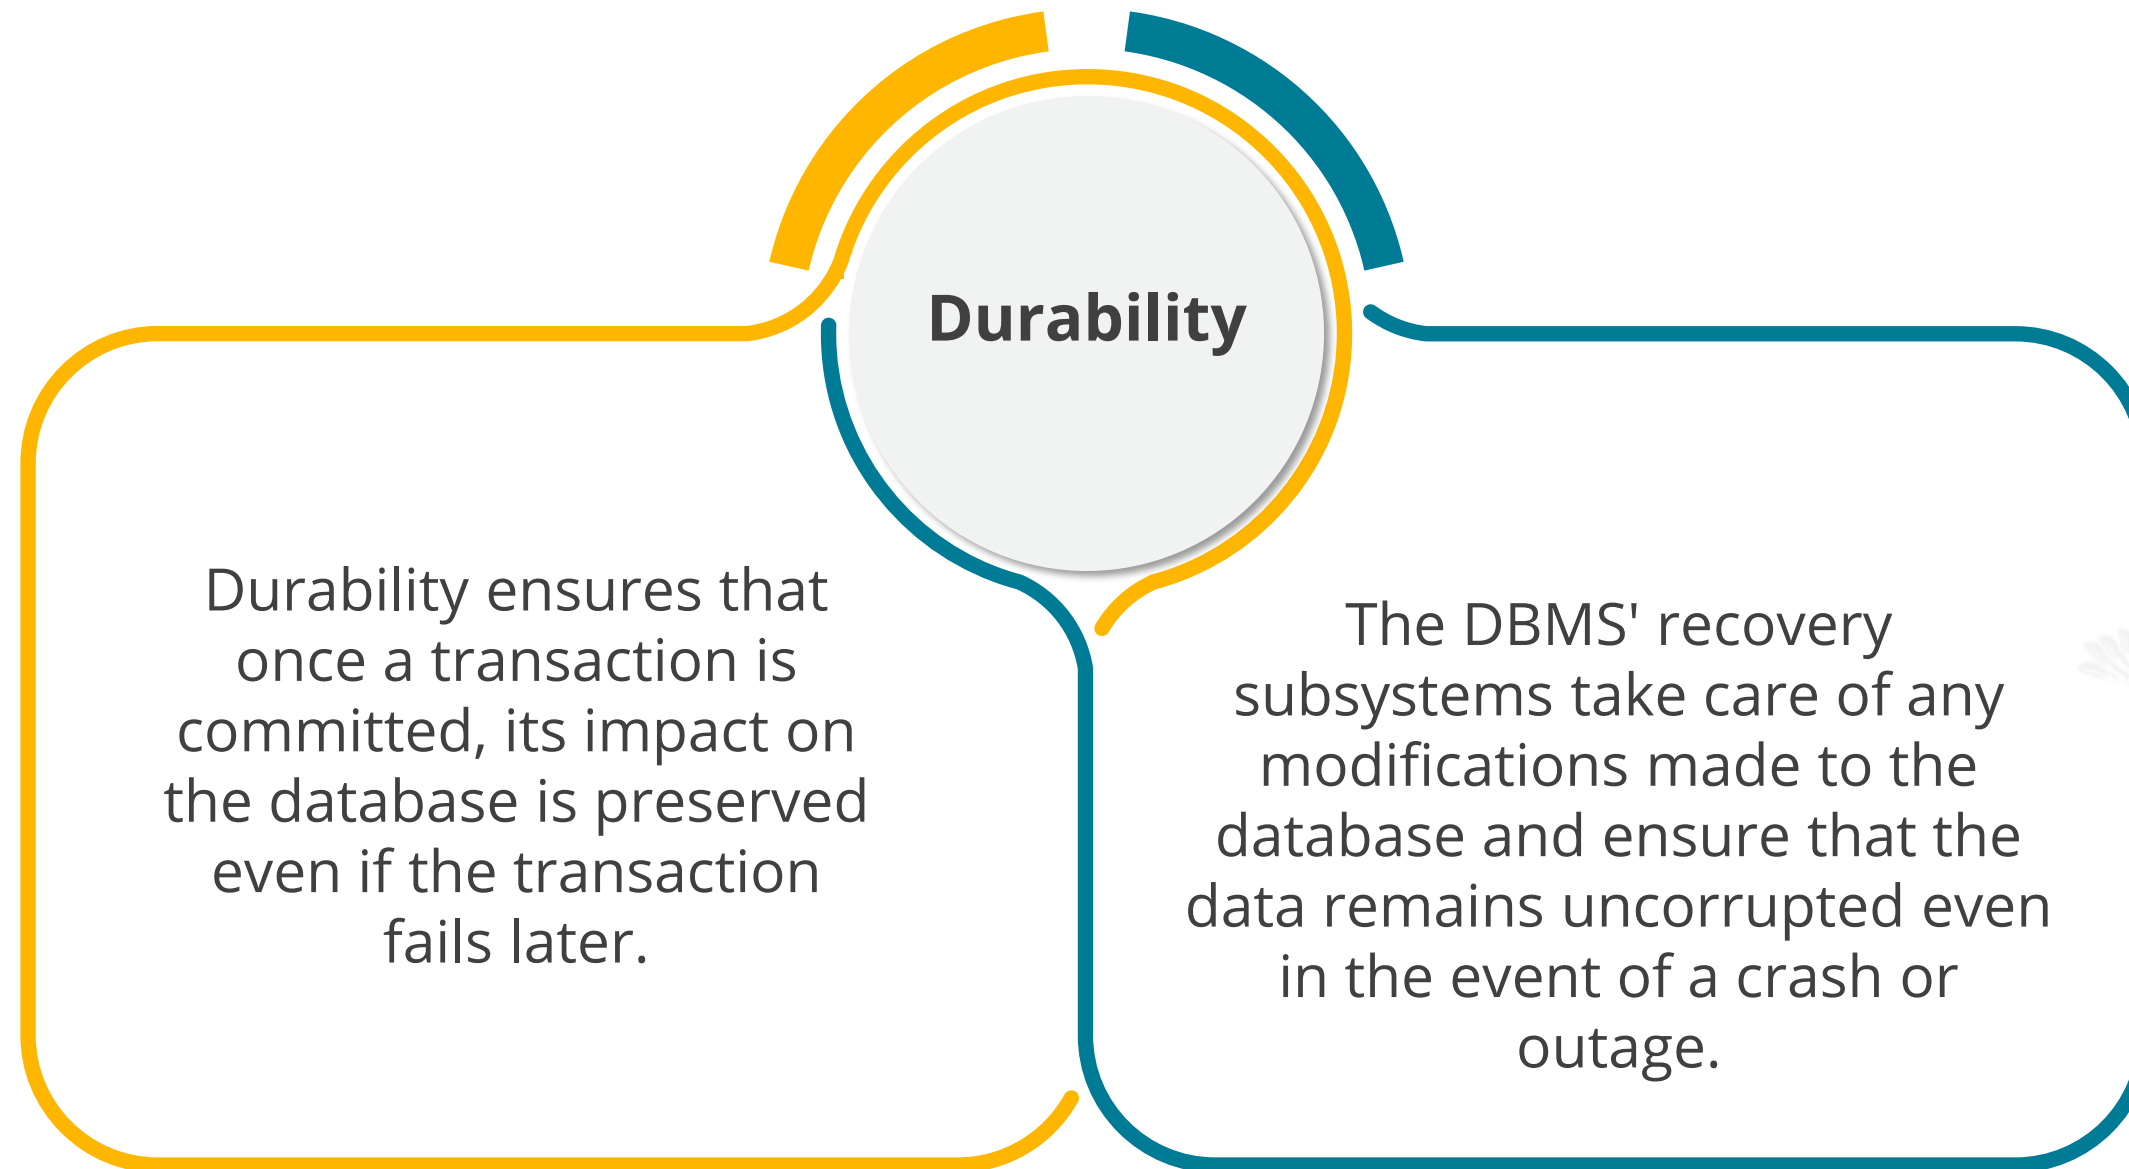 Durability
Durability ensures that
once a transaction is
committed, its impact on
the database is preserved
even if the transaction
fails later.
The DBMS' recovery
subsystems take care of any
modifications made to the
database and ensure that the
data remains uncorrupted even
in the event of a crash or
outage.